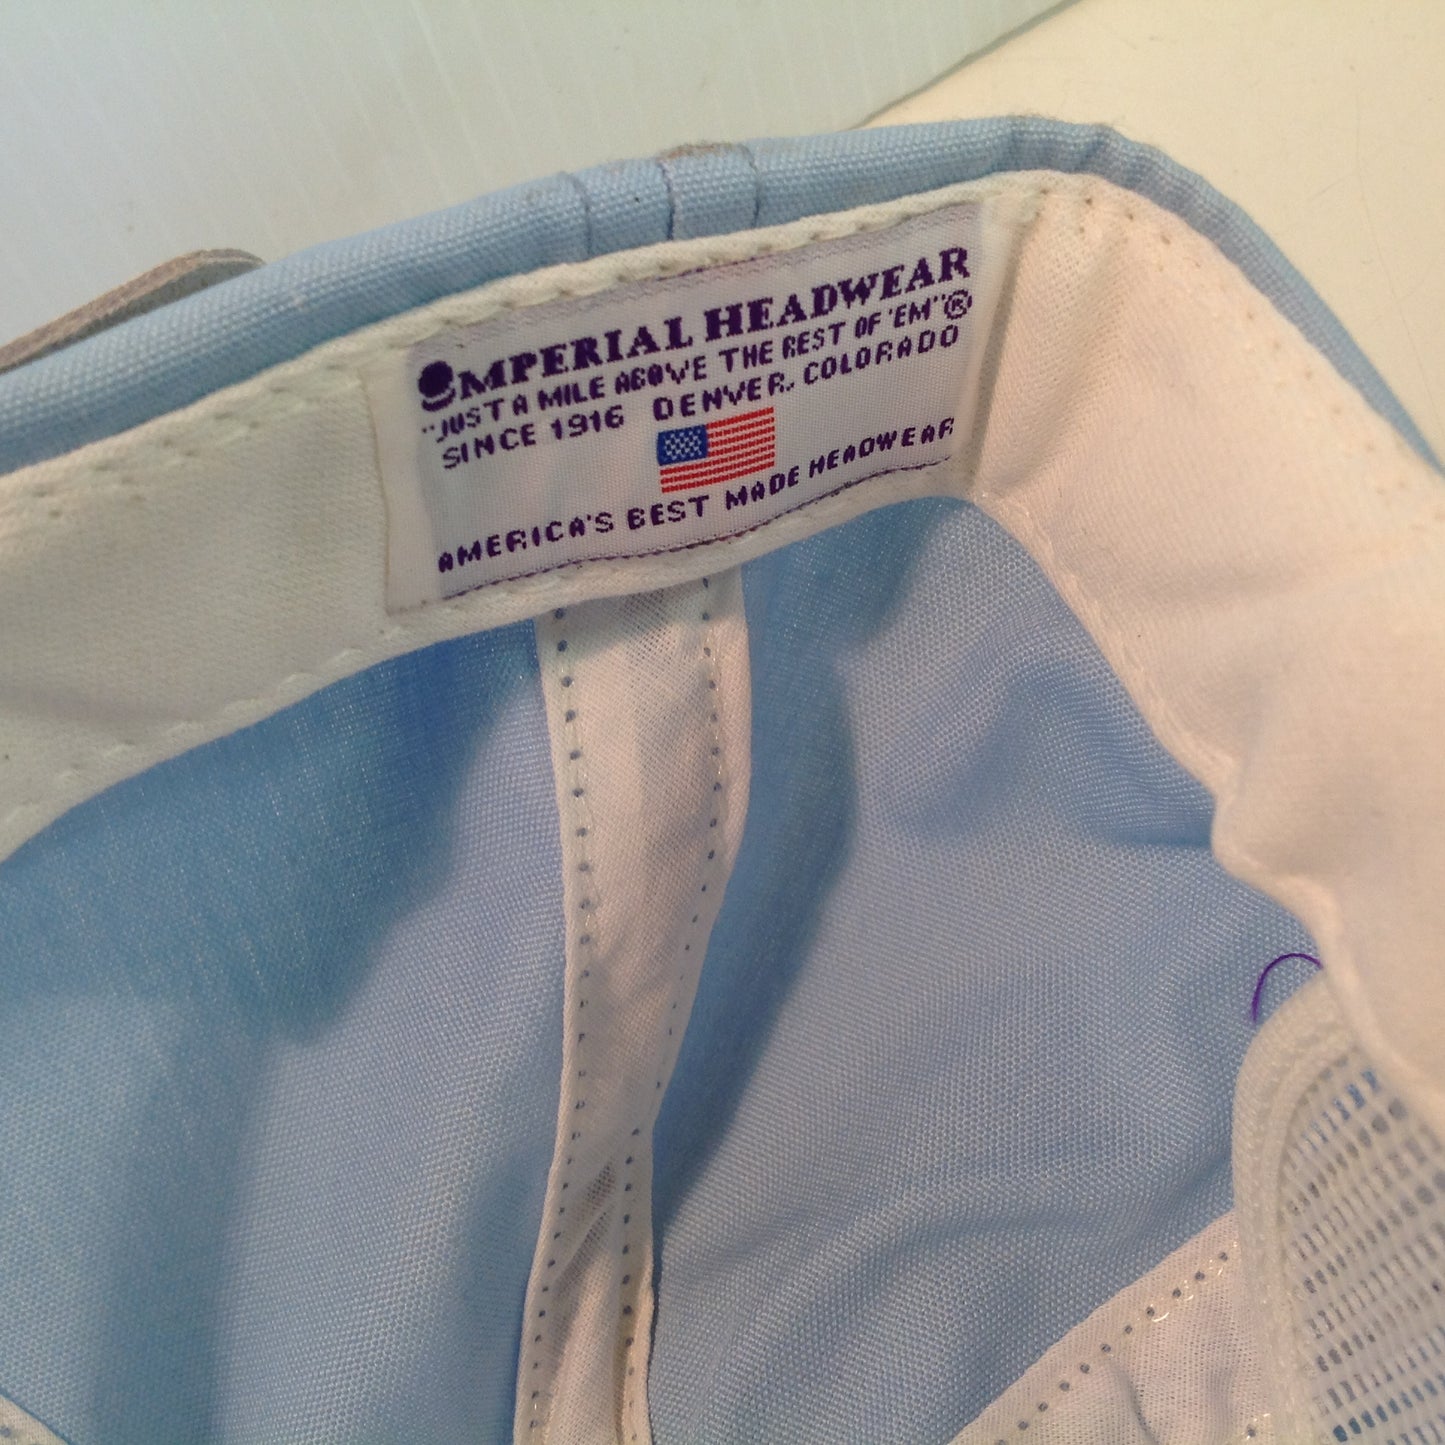 IMPERIAL HEADWEAR
"JUST A MILE ABOVE THE REST OF 'EM"®
SINCE 1916 DENVER, COLORADO
AMERICA'S BEST MADE HEADWEAR